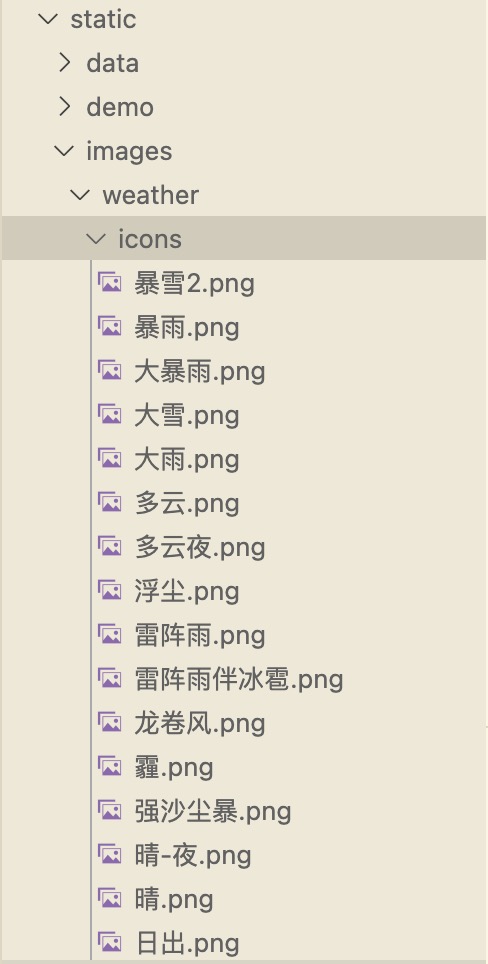 static
data
demo
images
weather
icons
暴雪2.png
暴雨.png
大暴雨.png
大雪.png
大雨.png
多云.png
多云夜.png
浮尘.png
雷阵雨.png
雷阵雨伴冰雹.png
龙卷风.png
霾.png
强沙尘暴.png
晴-夜.png
晴.png
日出.png